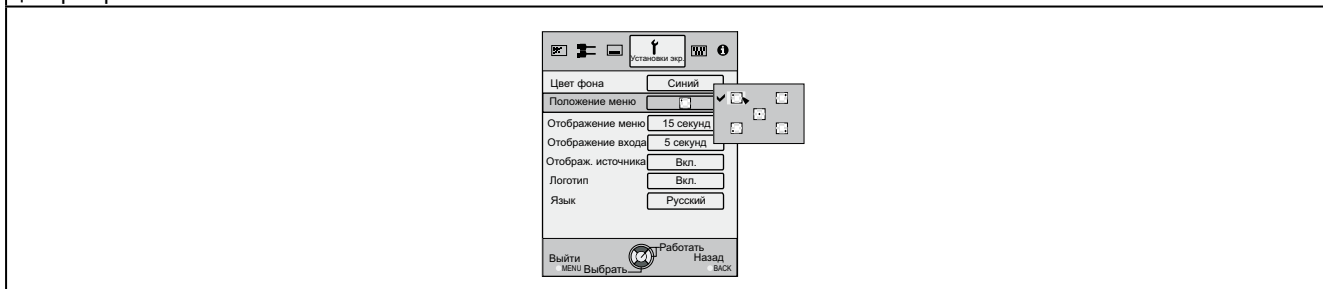 Установки экр.
Цвет фона Синий
Положение меню
Отображение меню 15 секунд
Отображение входа 5 секунд
Отображ. источника Вкл.
Логотип Вкл.
Язык Русский
Работать
Выйти Назад
MENU Выбрать BACK